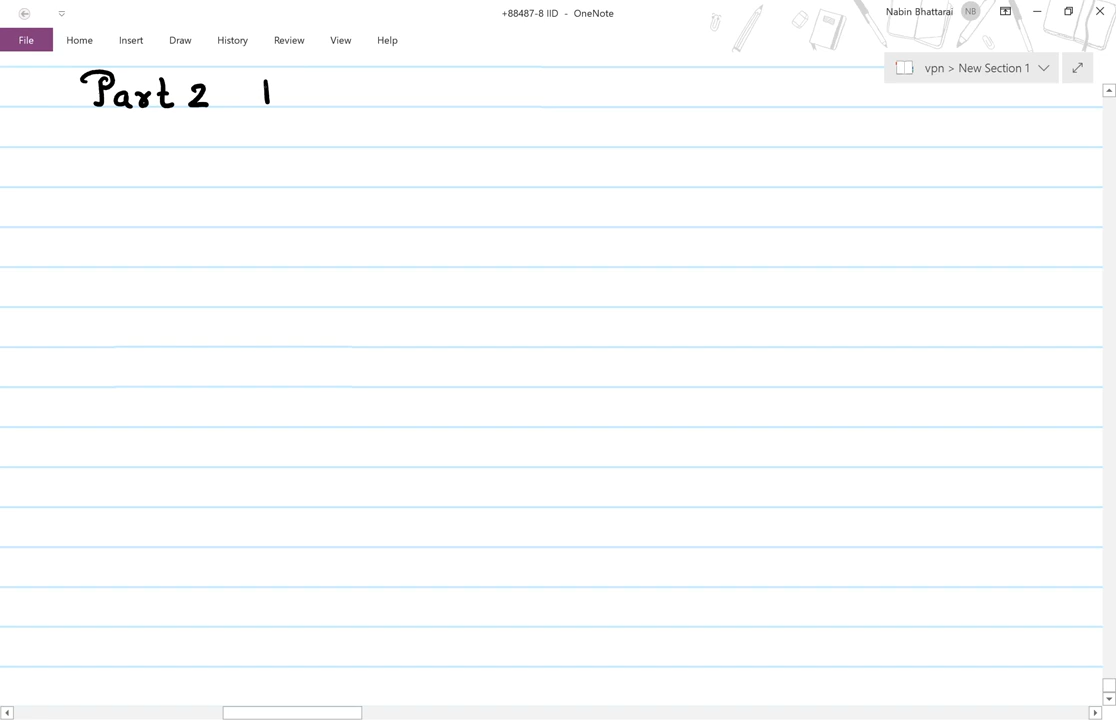 +88487-8 IID - OneNote
Nabin Bhattarai NB
File Home Insert Draw History Review View Help
vpn > New Section 1
Part 2 1